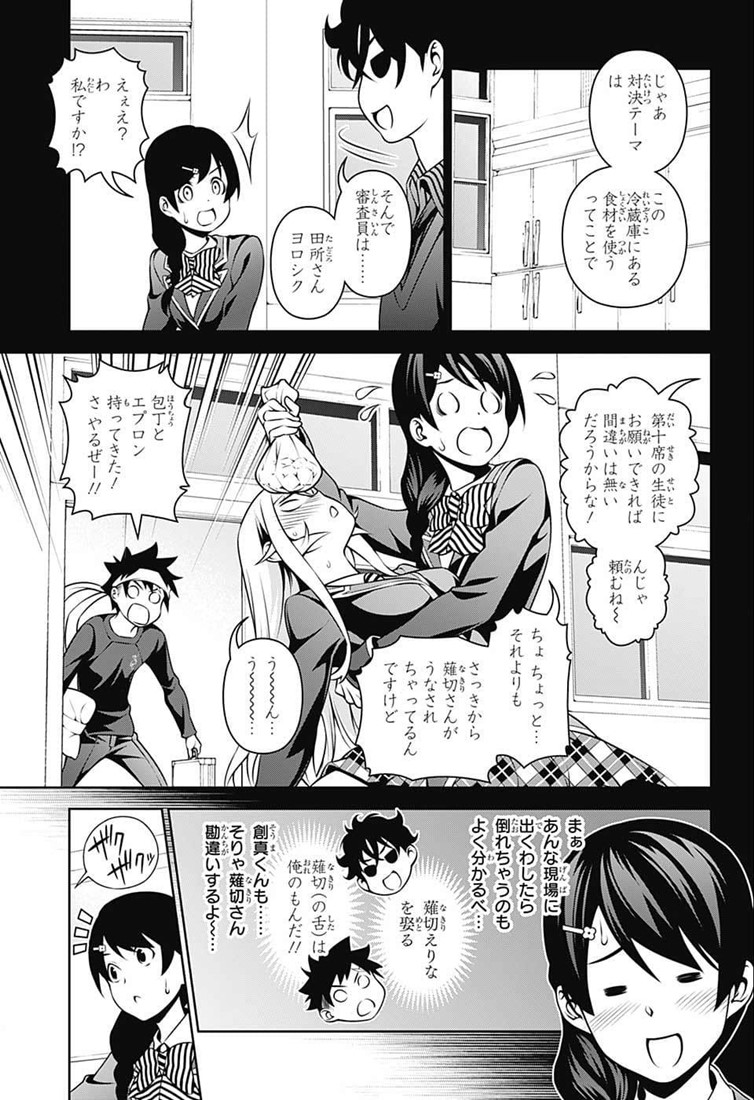 じゃあ
対決テーマ
は
この
冷蔵庫にある
食材を使う
ってことで
そんで
審査員は……
田所さん
ヨロシク
えぇえ?
わ
私ですか!?
第十席の生徒に
お願いできれば
間違いは無い
だろうからな!
んじゃ
頼むね〜
ちょ ちょっと…
それよりも
さっきから
薙切さんが
うなされ
ちゃってるん
ですけど
う〜〜ん…
う〜〜〜
包丁と
エプロン
持ってきた!
さやるぜー!!
まぁ
あんな現場に
出くわしたら
倒れちゃうのも
よく分かるべ…
薙切えりな
を娶る
薙切(の舌)は
俺のもんだ!!
創真くんも……
そりゃ薙切さん
勘違いするよ〜…
ザッ
ザッ